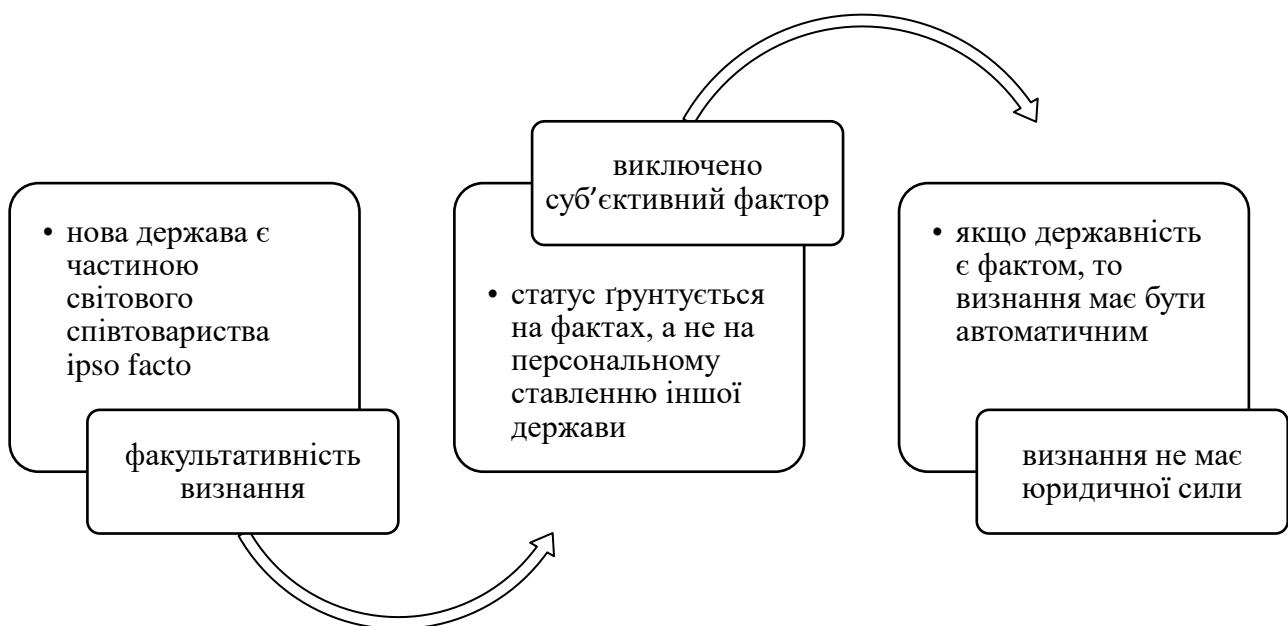 • нова держава є
частиною
світового
співтовариства
ipso facto
факультативність
визнання
виключено
суб′єктивний фактор
• статус ґрунтується
на фактах, а не на
персональному
ставленню іншої
держави
• якщо державність
є фактом, то
визнання має бути
автоматичним
визнання не має
юридичної сили